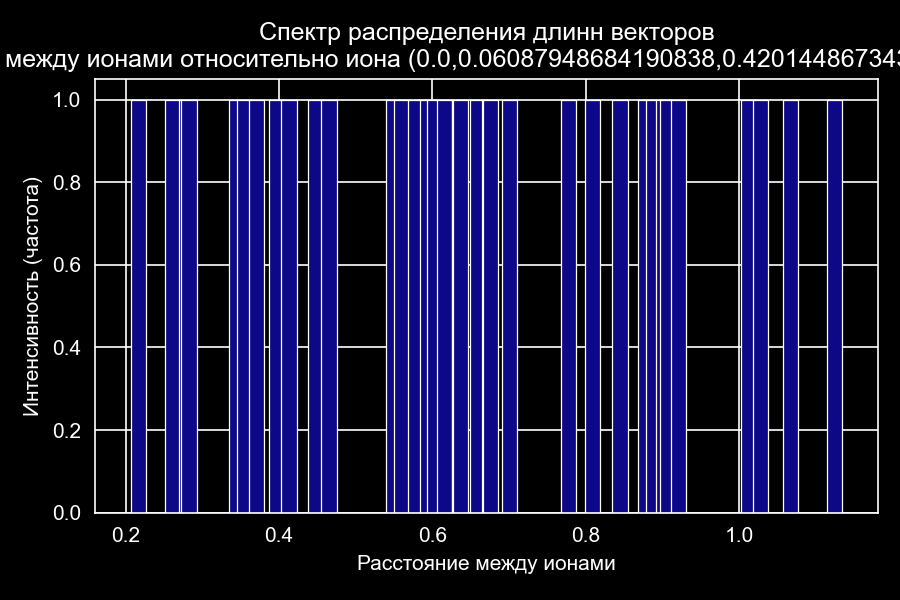 Спектр распределения длинн векторов
между ионами относительно иона (0.0,0.06087948684190838,0.420144867343
Интенсивность (частота)
1.0
0.8
0.6
0.4
0.2
0.0
0.2 0.4 0.6 0.8 1.0
Расстояние между ионами